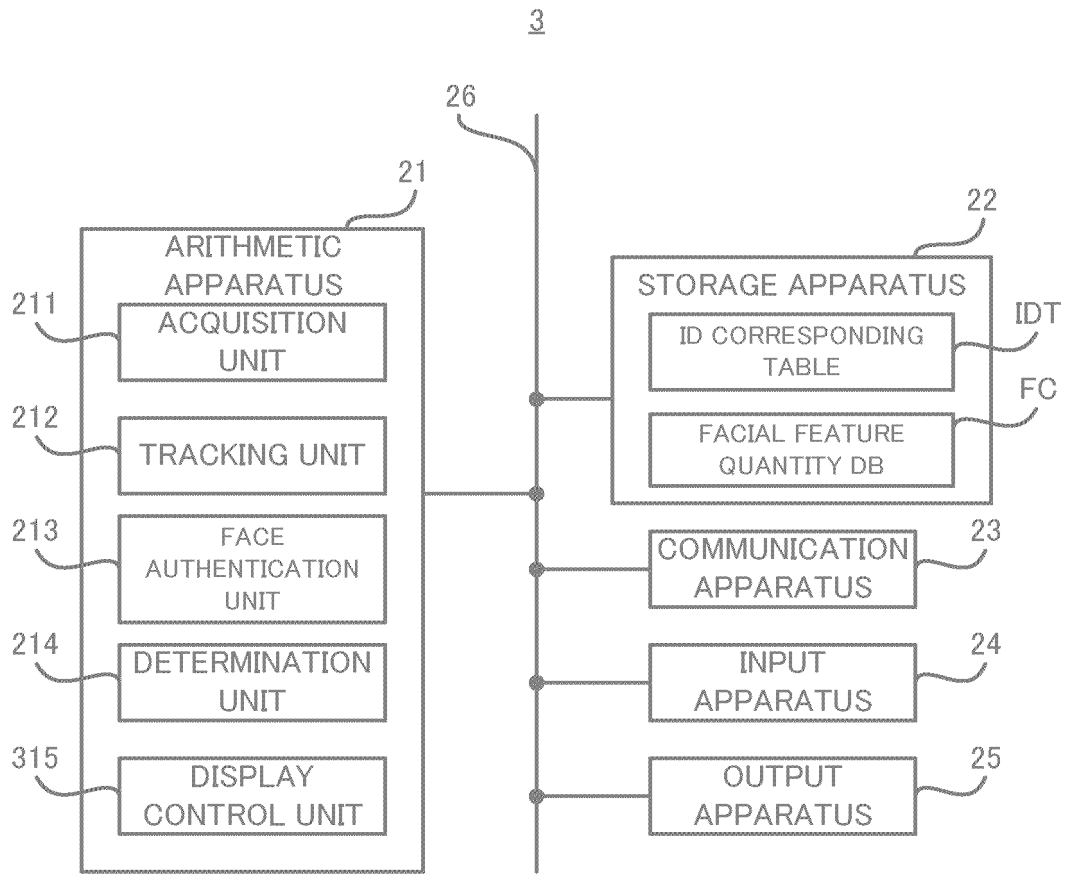 3
26
21
ARITHMETIC
APPARATUS
211
ACQUISITION
UNIT
212
TRACKING UNIT
213
FACE
AUTHENTICATION
UNIT
214
DETERMINATION
UNIT
315
DISPLAY
CONTROL UNIT
22
STORAGE APPARATUS
IDT
ID CORRESPONDING
TABLE
FC
FACIAL FEATURE
QUANTITY DB
23
COMMUNICATION
APPARATUS
24
INPUT
APPARATUS
25
OUTPUT
APPARATUS